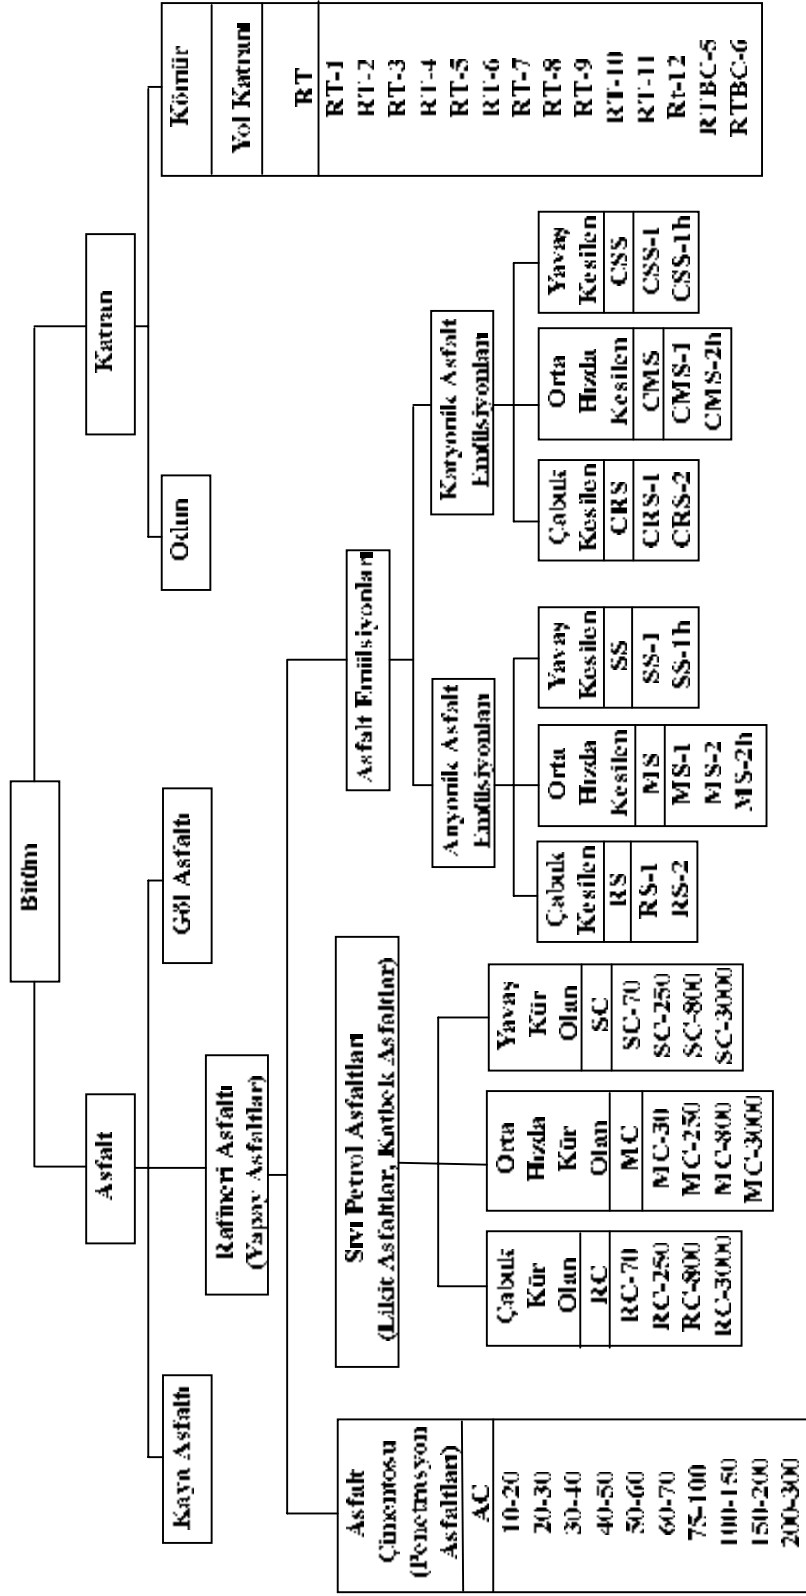 Bitüm
Asfalt
Katran
Kaya Asfaltı
Göl Asfaltı
Odun
Kömür
Yol Katranı
RT
RT-1
RT-2
RT-3
RT-4
RT-5
RT-6
RT-7
RT-8
RT-9
RT-10
RT-11
Rt-12
RTBC-5
RTBC-6
Rafineri Asfaltı
(Yapay Asfaltlar)
Asfalt
Çimentosu
(Penetrasyon
Asfaltları)
AC
10-20
20-30
30-40
40-50
50-60
60-70
75-100
100-150
150-200
200-300
Sıvı Petrol Asfaltları
(Likit Asfaltlar, Katbek Asfaltlar)
Çabuk
Kür
Olan
RC
RC-70
RC-250
RC-800
RC-3000
Orta
Hızda
Kür
Olan
MC
MC-30
MC-250
MC-800
MC-3000
Yavaş
Kür
Olan
SC
SC-70
SC-250
SC-800
SC-3000
Asfalt Emülsiyonları
Anyonik Asfalt
Emülsiyonları
Çabuk
Kesilen
RS
RS-1
RS-2
Orta
Hızda
Kesilen
MS
MS-1
MS-2
MS-2h
Yavaş
Kesilen
SS
SS-1
SS-1h
Katyonik Asfalt
Emülsiyonları
Çabuk
Kesilen
CRS
CRS-1
CRS-2
Orta
Hızda
Kesilen
CMS
CMS-1
CMS-2h
Yavaş
Kesilen
CSS
CSS-1
CSS-1h